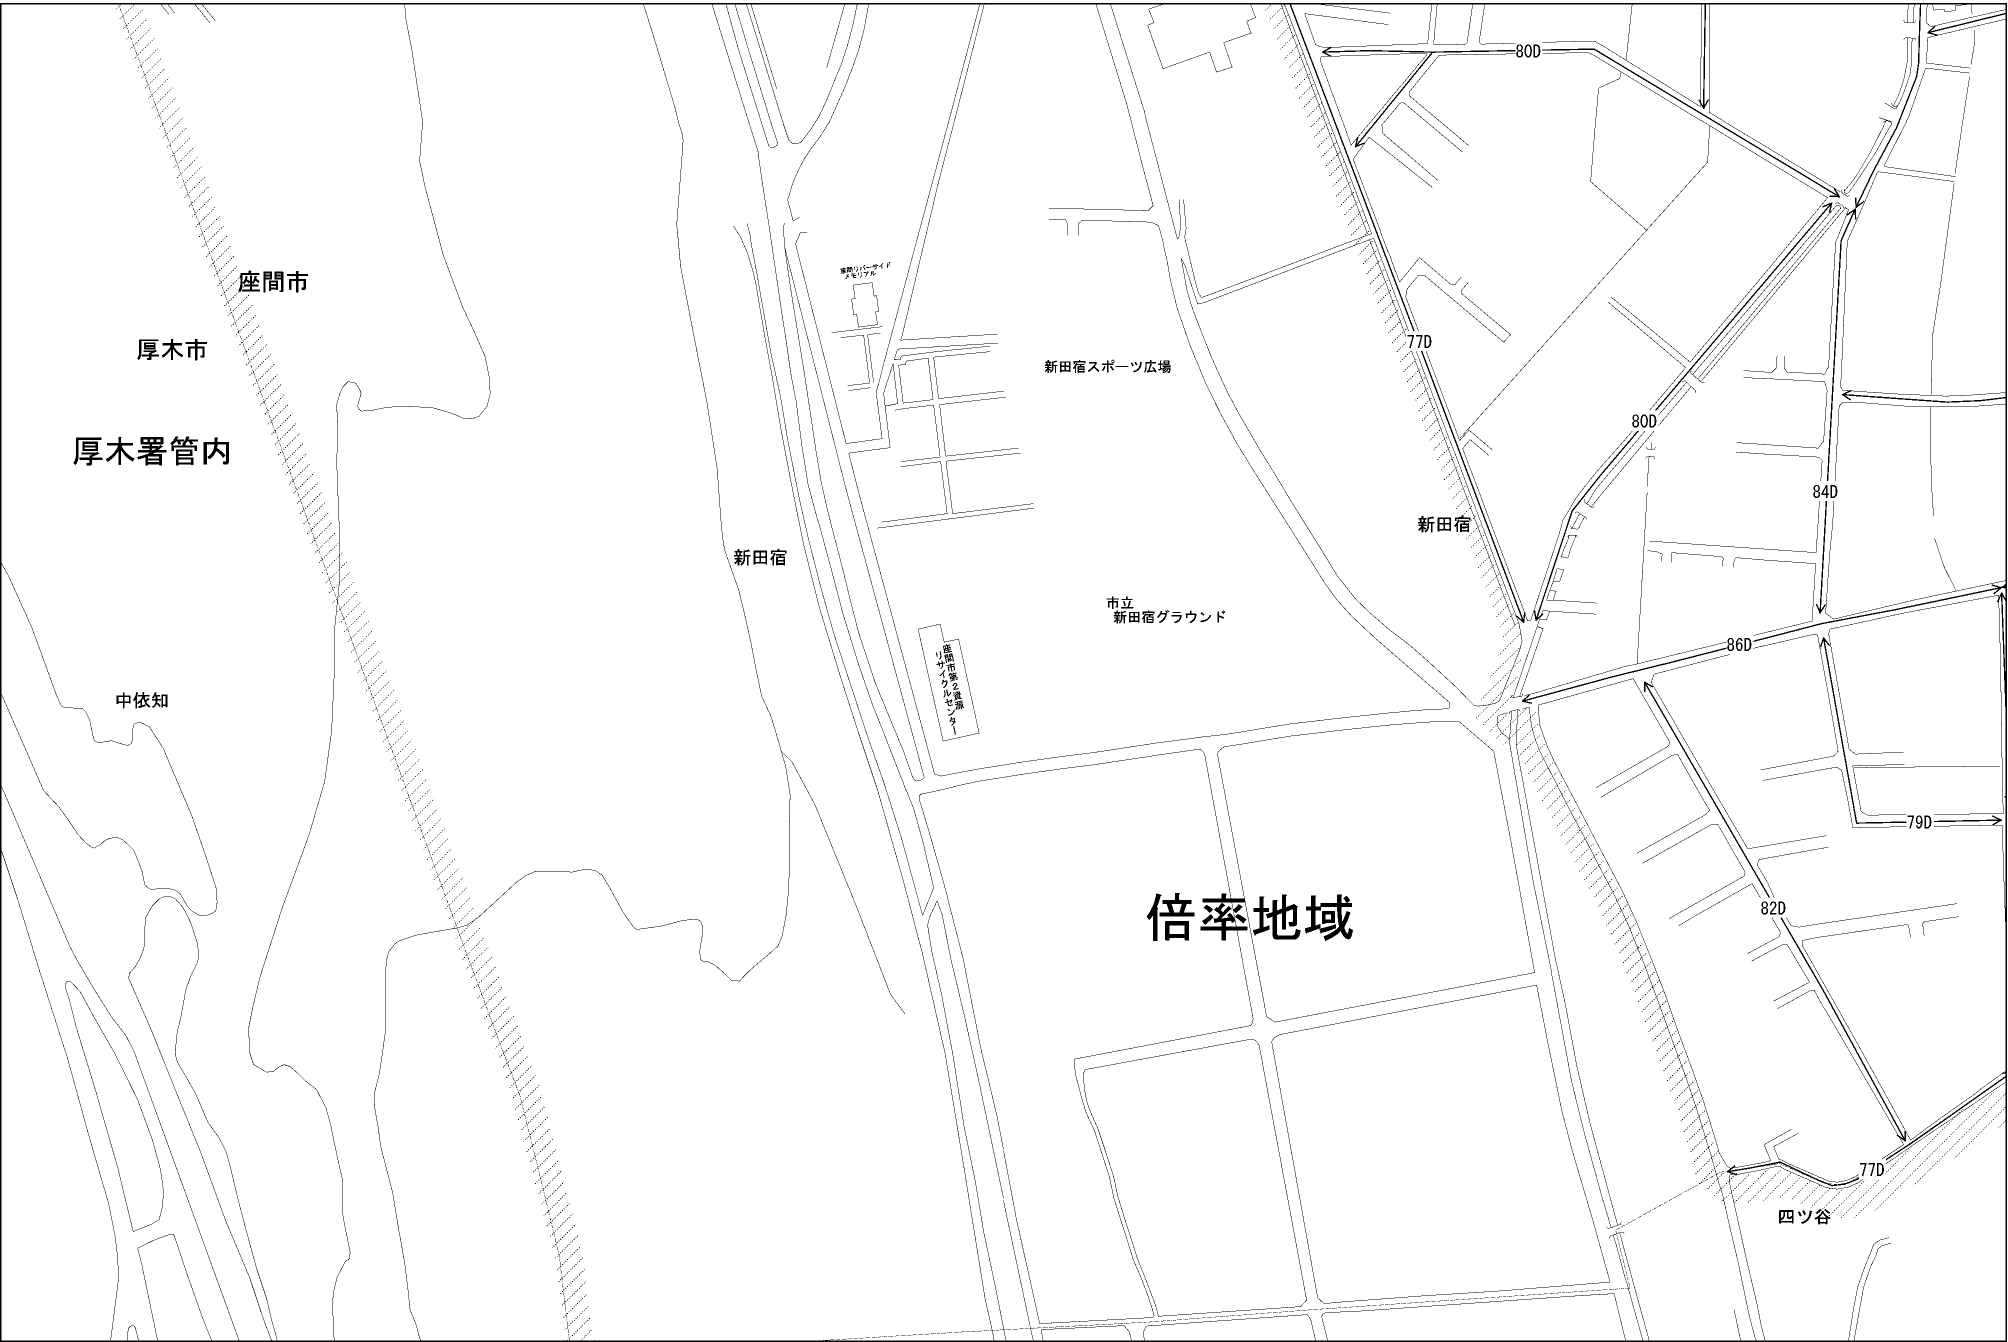 80D
座間市
座間リバーサイド
メモリアル
厚木市
77D
新田宿スポーツ広場
80D
厚木署管内
84D
新田宿
新田宿
市立
新田宿グラウンド
86D
座間市第2資源
リサイクルセンター
中依知
79D
倍率地域
82D
77D
四ツ谷